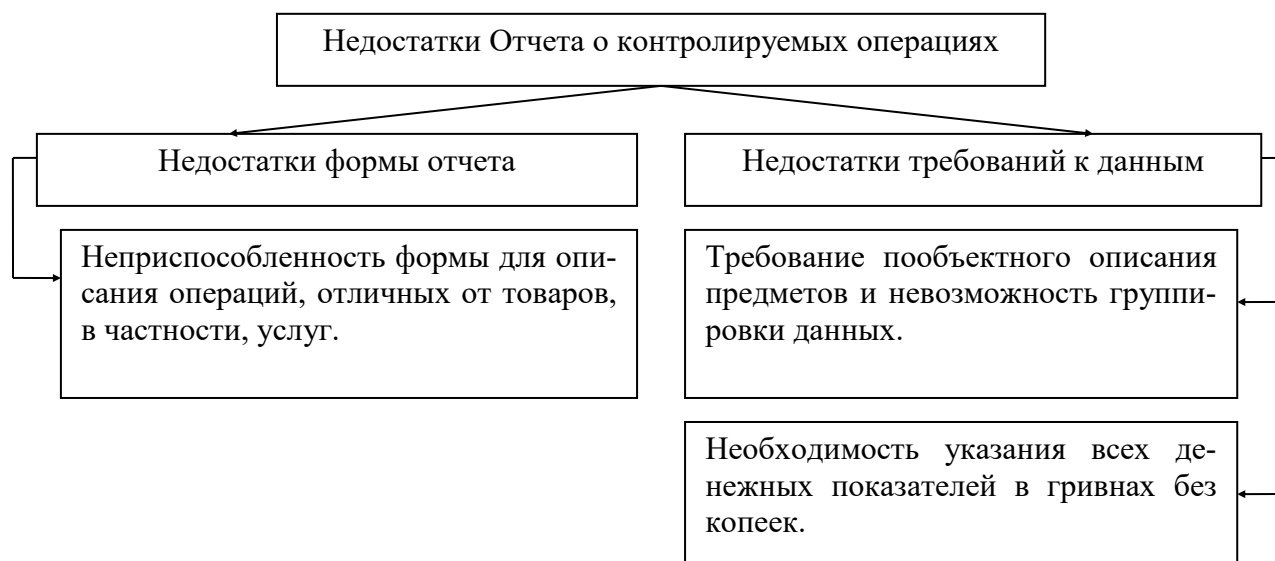 Недостатки Отчета о контролируемых операциях
Недостатки формы отчета
Недостатки требований к данным
Неприспособленность формы для опи-
сания операций, отличных от товаров,
в частности, услуг.
Требование пообъектного описания
предметов и невозможность группи-
ровки данных.
Необходимость указания всех де-
нежных показателей в гривнах без
копеек.